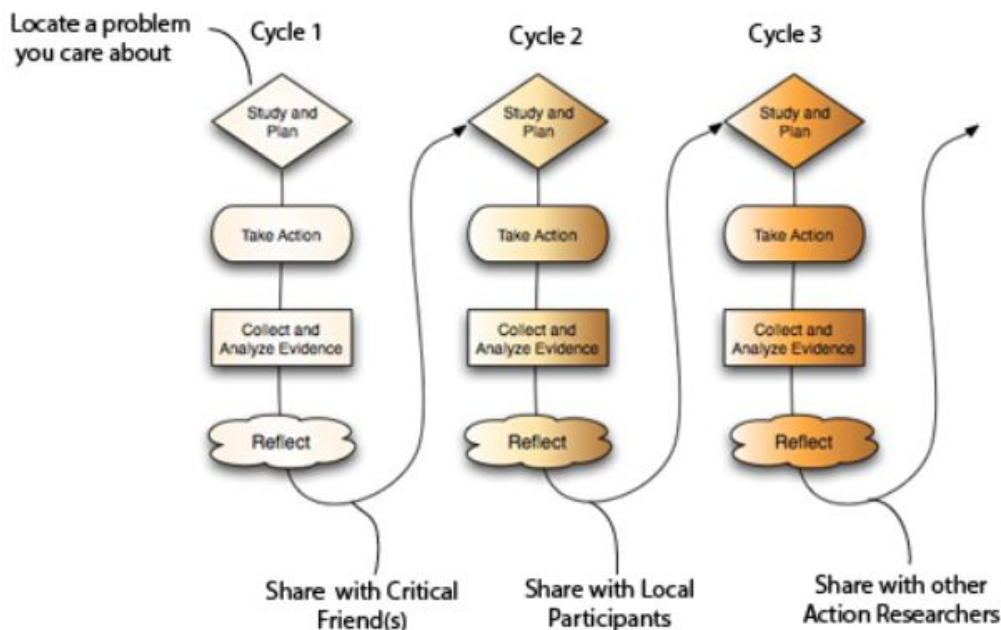 Locate a problem
you care about
Cycle 1
Study and
Plan
Take Action
Collect and
Analyze Evidence
Reflect
Share with Critical
Friend(s)
Cycle 2
Study and
Plan
Take Action
Collect and
Analyze Evidence
Reflect
Share with Local
Participants
Cycle 3
Study and
Plan
Take Action
Collect and
Analyze Evidence
Reflect
Share with other
Action Researchers